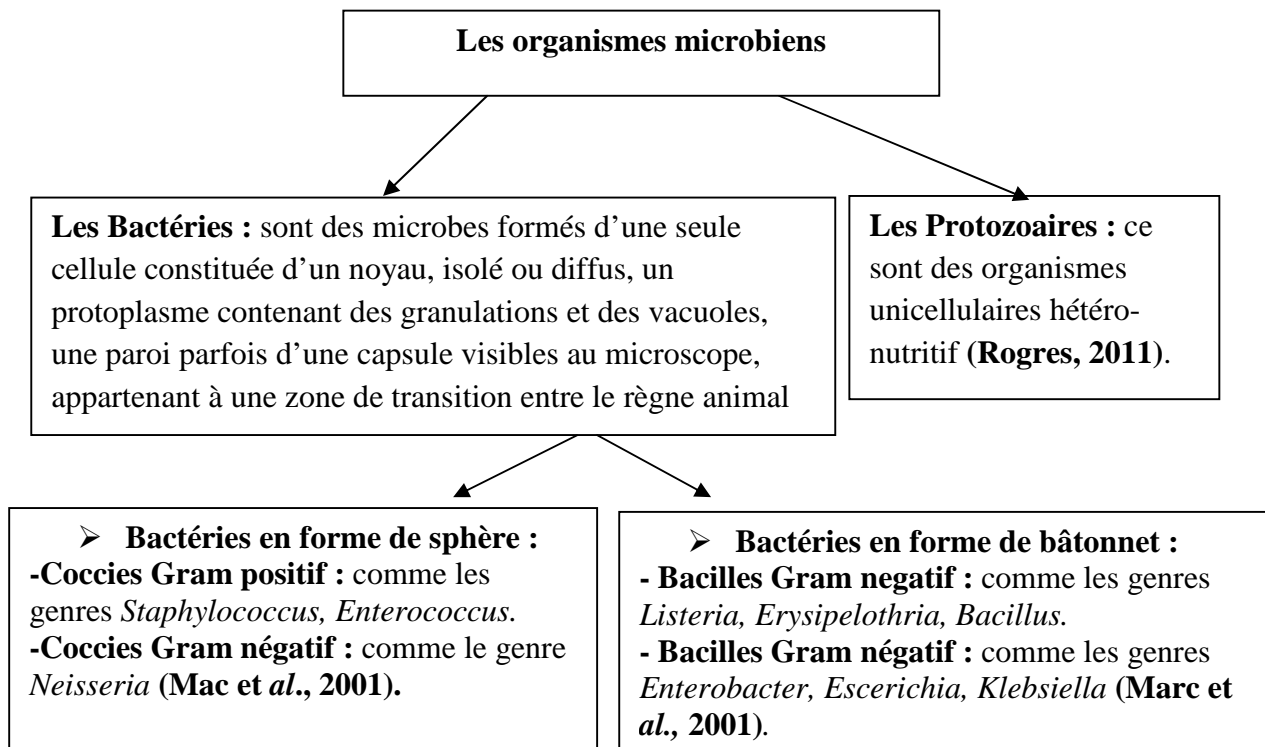 Les organismes microbiens
Les Bactéries : sont des microbes formés d’une seule
cellule constituée d’un noyau, isolé ou diffus, un
protoplasme contenant des granulations et des vacuoles,
une paroi parfois d’une capsule visibles au microscope,
appartenant à une zone de transition entre le règne animal
Les Protozoaires : ce
sont des organismes
unicellulaires hétéro-
nutritif (Rogres, 2011).
➢ Bactéries en forme de sphère :
-Coccies Gram positif : comme les
genres Staphylococcus, Enterococcus.
-Coccies Gram négatif : comme le genre
Neisseria (Mac et al., 2001).
➢ Bactéries en forme de bâtonnet :
- Bacilles Gram negatif : comme les genres
Listeria, Erysipelothria, Bacillus.
- Bacilles Gram négatif : comme les genres
Enterobacter, Escerichia, Klebsiella (Marc et
al., 2001).